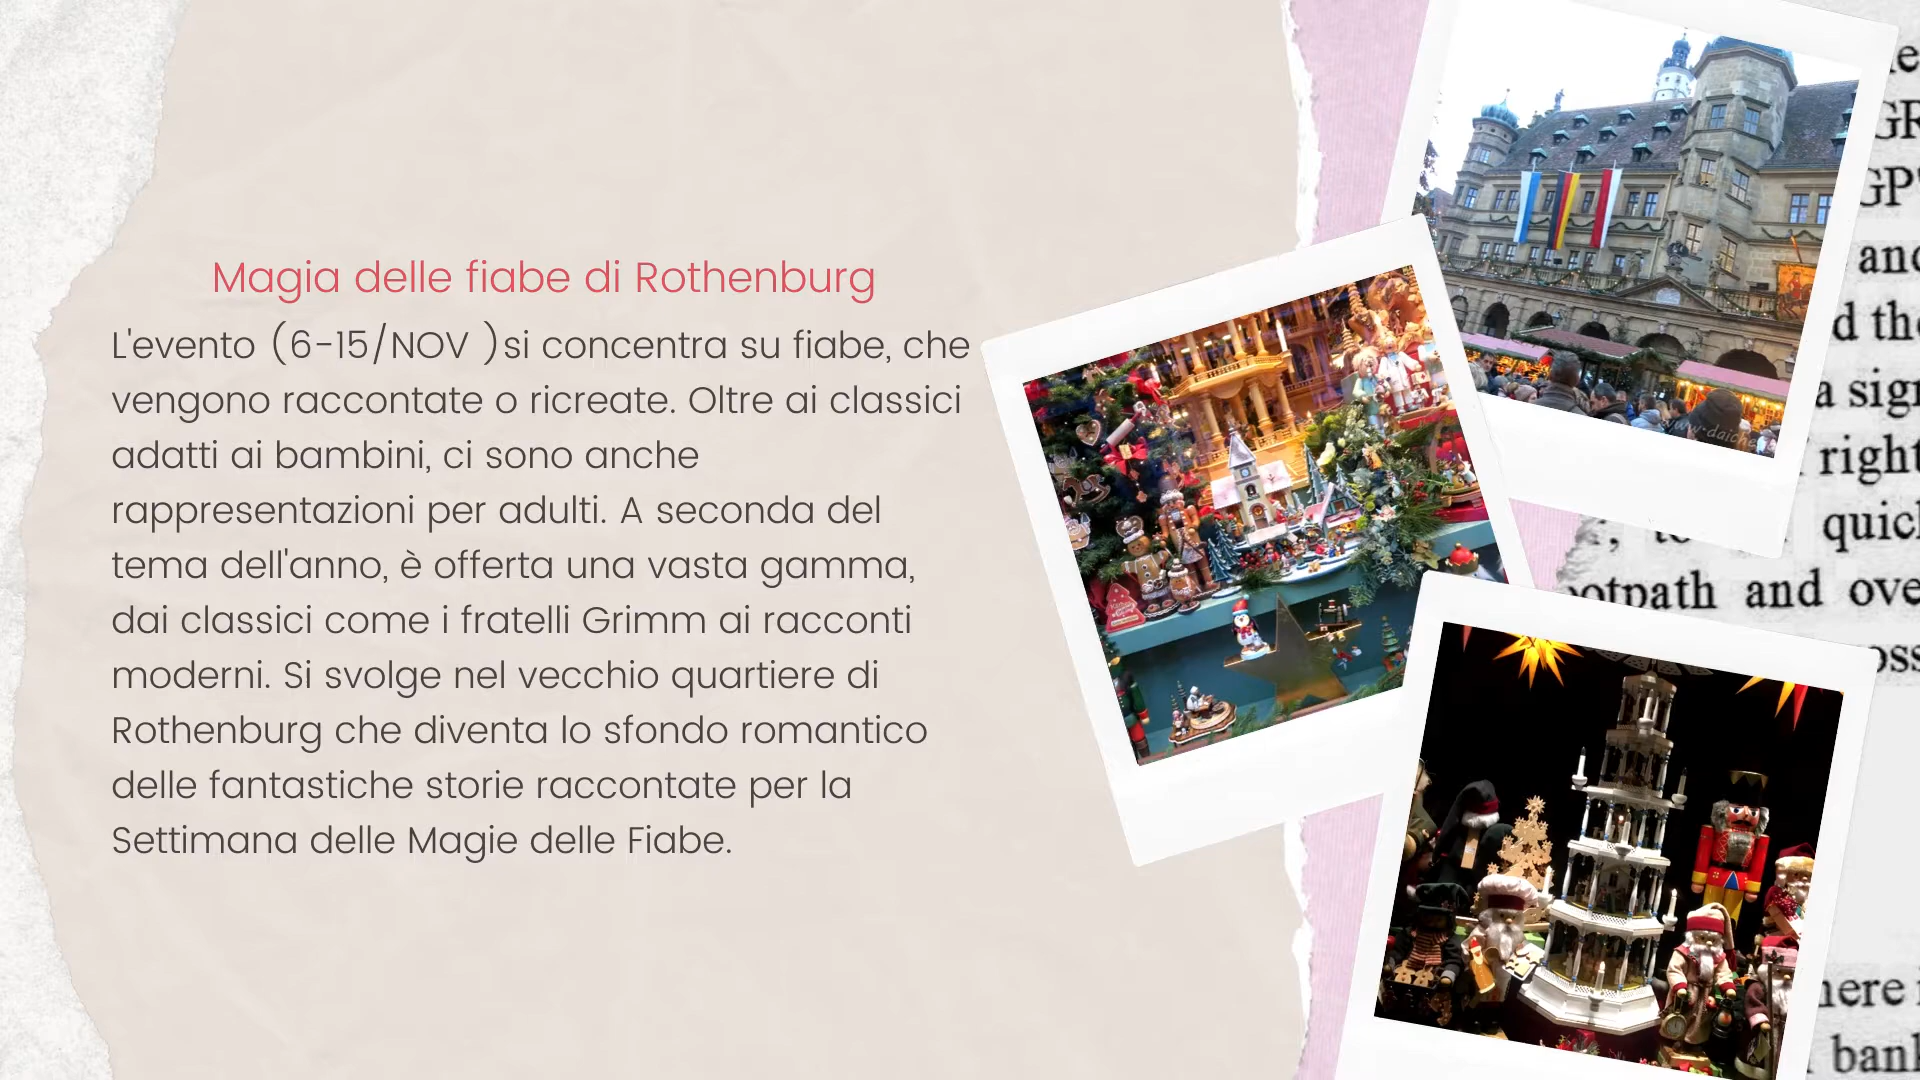 Magia delle fiabe di Rothenburg
L'evento (6-15/NOV )si concentra su fiabe, che
vengono raccontate o ricreate. Oltre ai classici
adatti ai bambini, ci sono anche
rappresentazioni per adulti. A seconda del
tema dell'anno, è offerta una vasta gamma,
dai classici come i fratelli Grimm ai racconti
moderni. Si svolge nel vecchio quartiere di
Rothenburg che diventa lo sfondo romantico
delle fantastiche storie raccontate per la
Settimana delle Magie delle Fiabe.
and
a
right
and